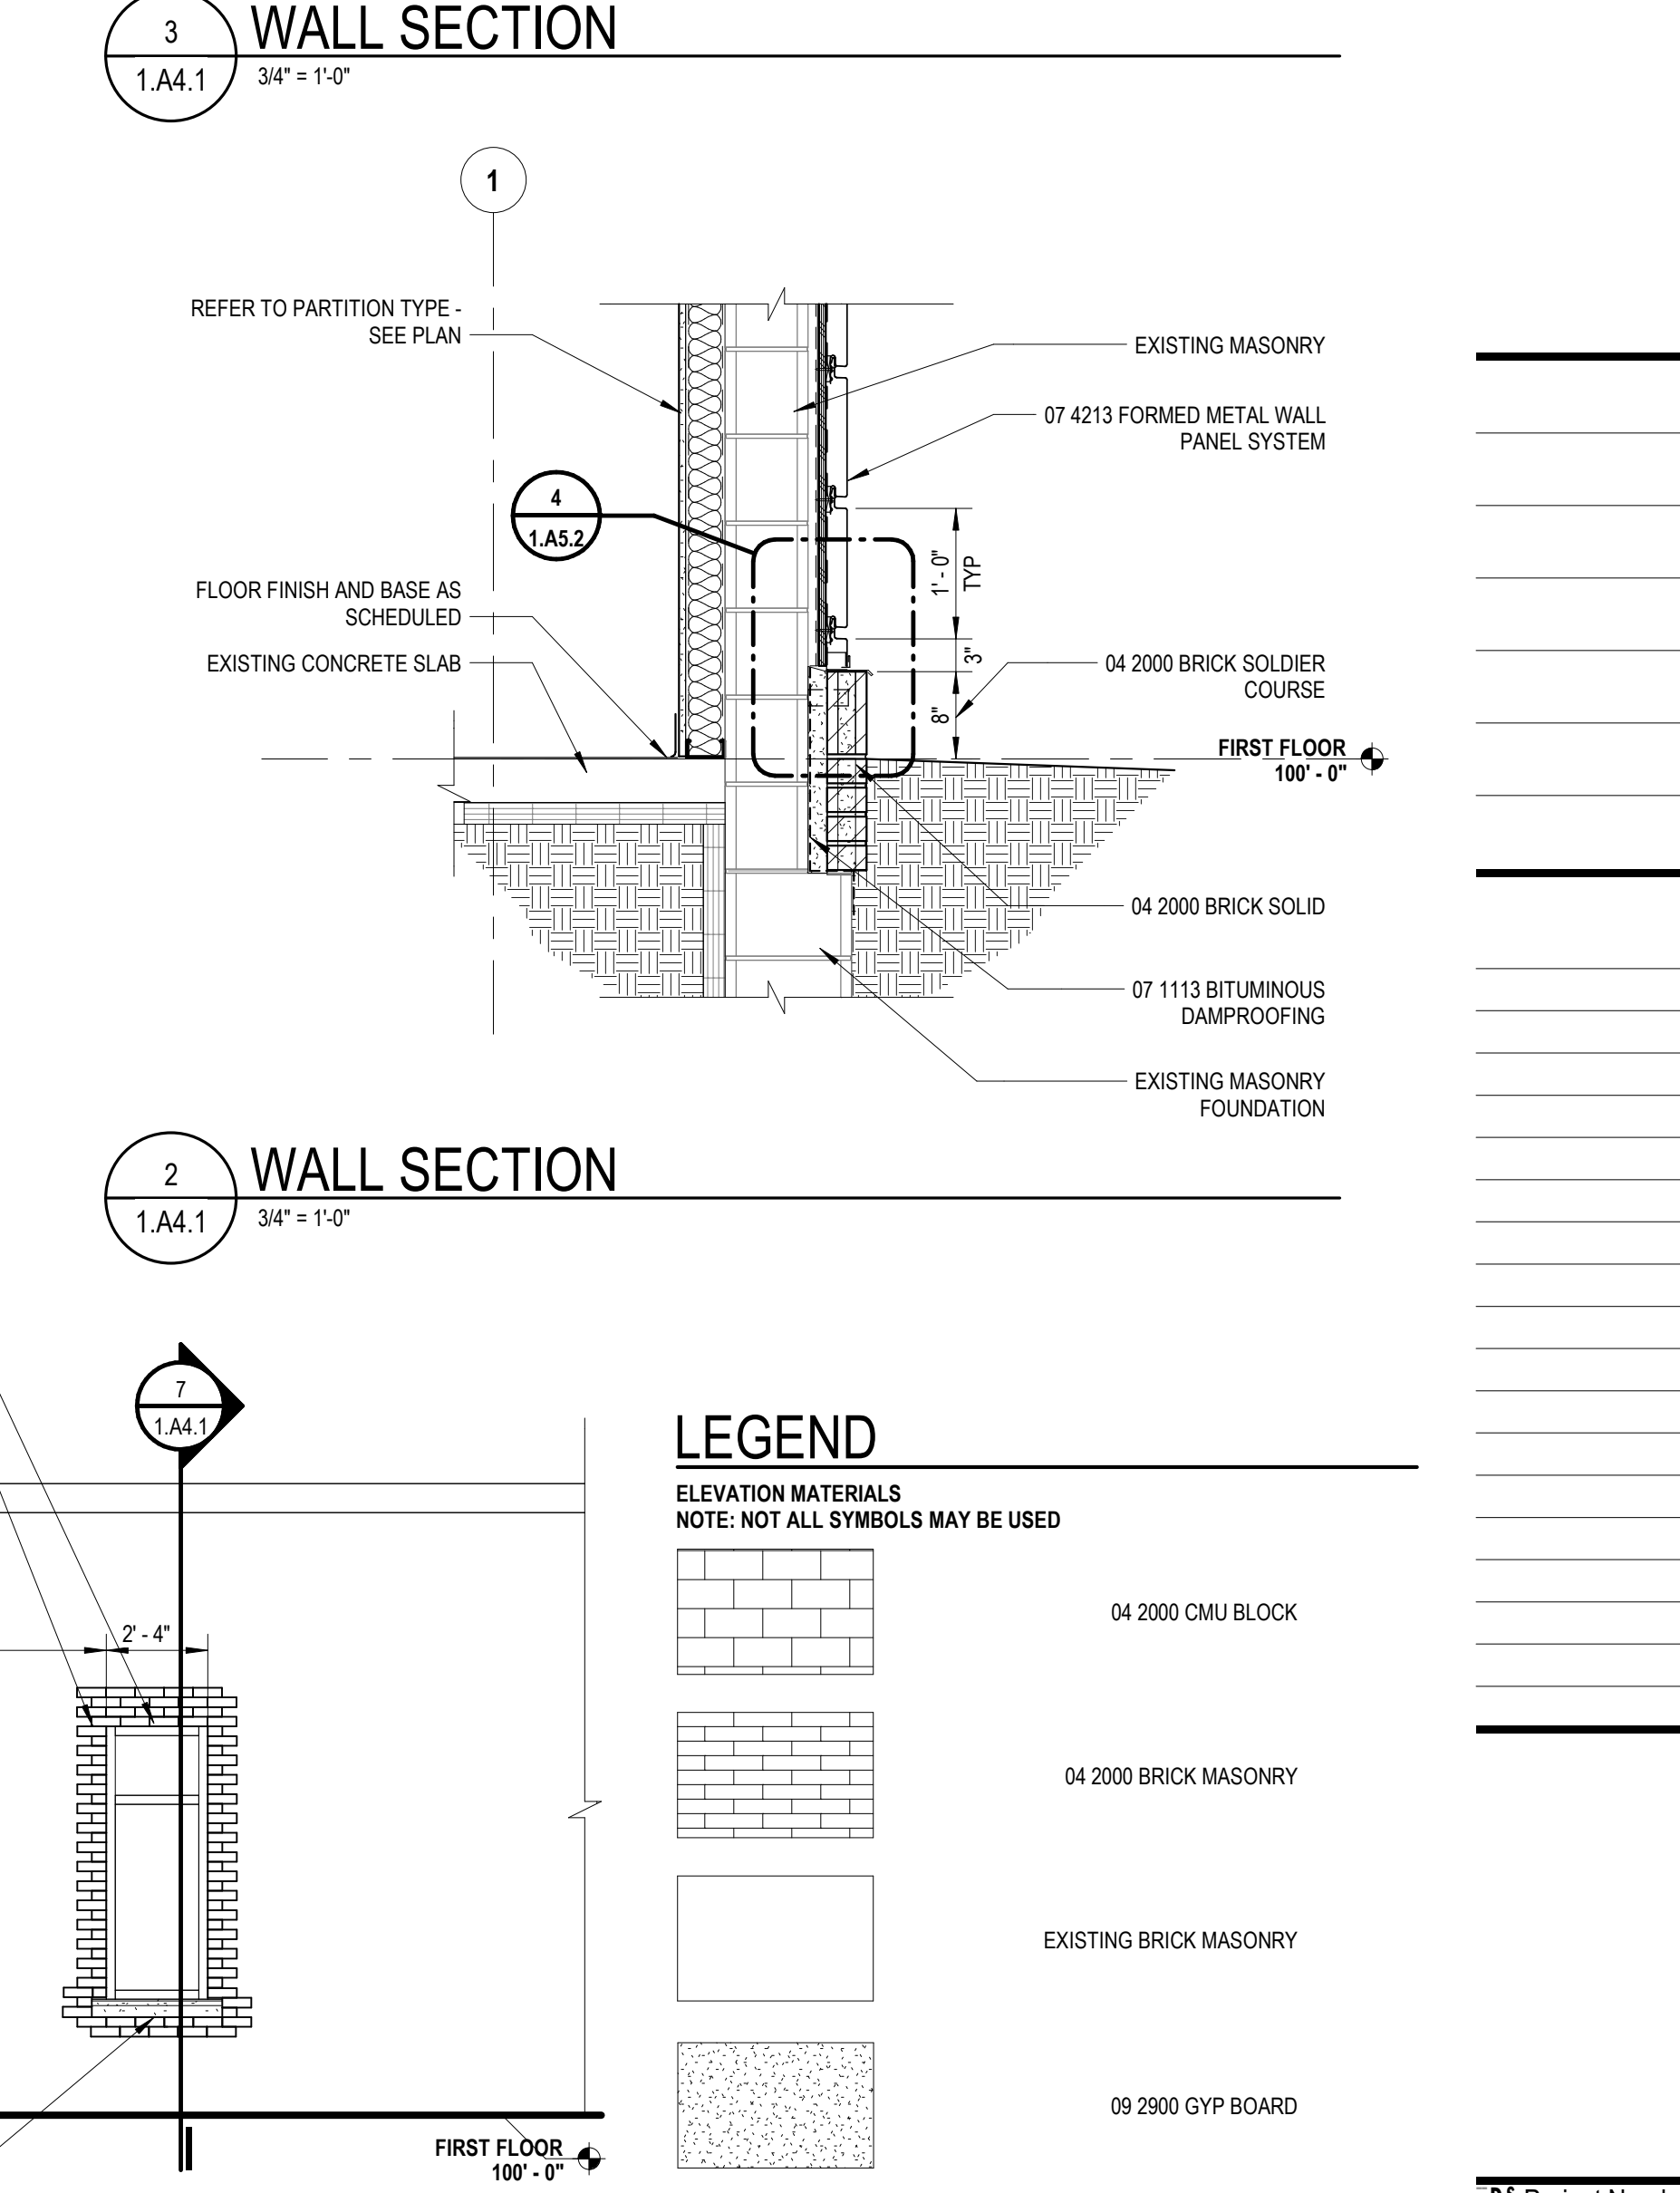 3
1.A4.1
WALL SECTION
3/4" = 1'-0"
1
REFER TO PARTITION TYPE -
SEE PLAN
EXISTING MASONRY
07 4213 FORMED METAL WALL
PANEL SYSTEM
4
1.A5.2
1' - 0"
TYP
FLOOR FINISH AND BASE AS
SCHEDULED
EXISTING CONCRETE SLAB
3"
04 2000 BRICK SOLDIER
COURSE
8"
FIRST FLOOR
100' - 0"
04 2000 BRICK SOLID
07 1113 BITUMINOUS
DAMPROOFING
EXISTING MASONRY
FOUNDATION
2
1.A4.1
WALL SECTION
3/4" = 1'-0"
7
1.A4.1
2' - 4"
FIRST FLOOR
100' - 0"
LEGEND
ELEVATION MATERIALS
NOTE: NOT ALL SYMBOLS MAY BE USED
04 2000 CMU BLOCK
04 2000 BRICK MASONRY
EXISTING BRICK MASONRY
09 2900 GYP BOARD
Project